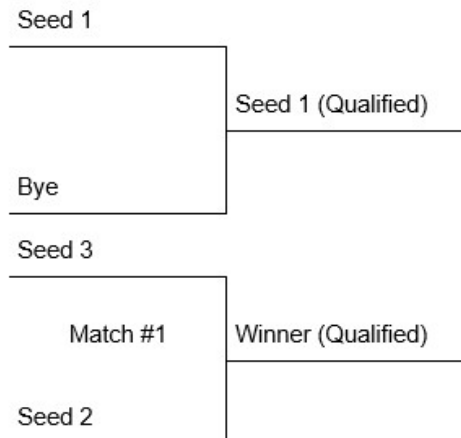 Seed 1
Seed 1 (Qualified)
Bye
Seed 3
Match #1
Winner (Qualified)
Seed 2